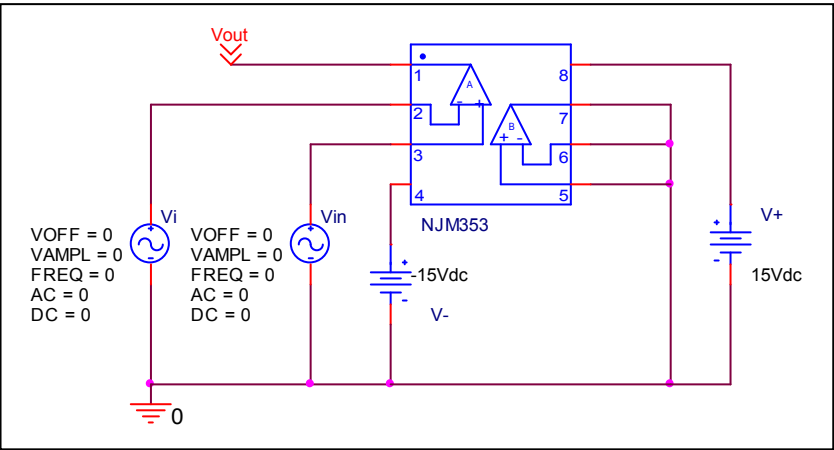 Vout
1
8
A
2
7
B
3
6
4
5
NJM353
Vi
VOFF = 0
VAMPL = 0
FREQ = 0
AC = 0
DC = 0
Vin
VOFF = 0
VAMPL = 0
FREQ = 0
AC = 0
DC = 0
-15Vdc
V-
V+
15Vdc
0